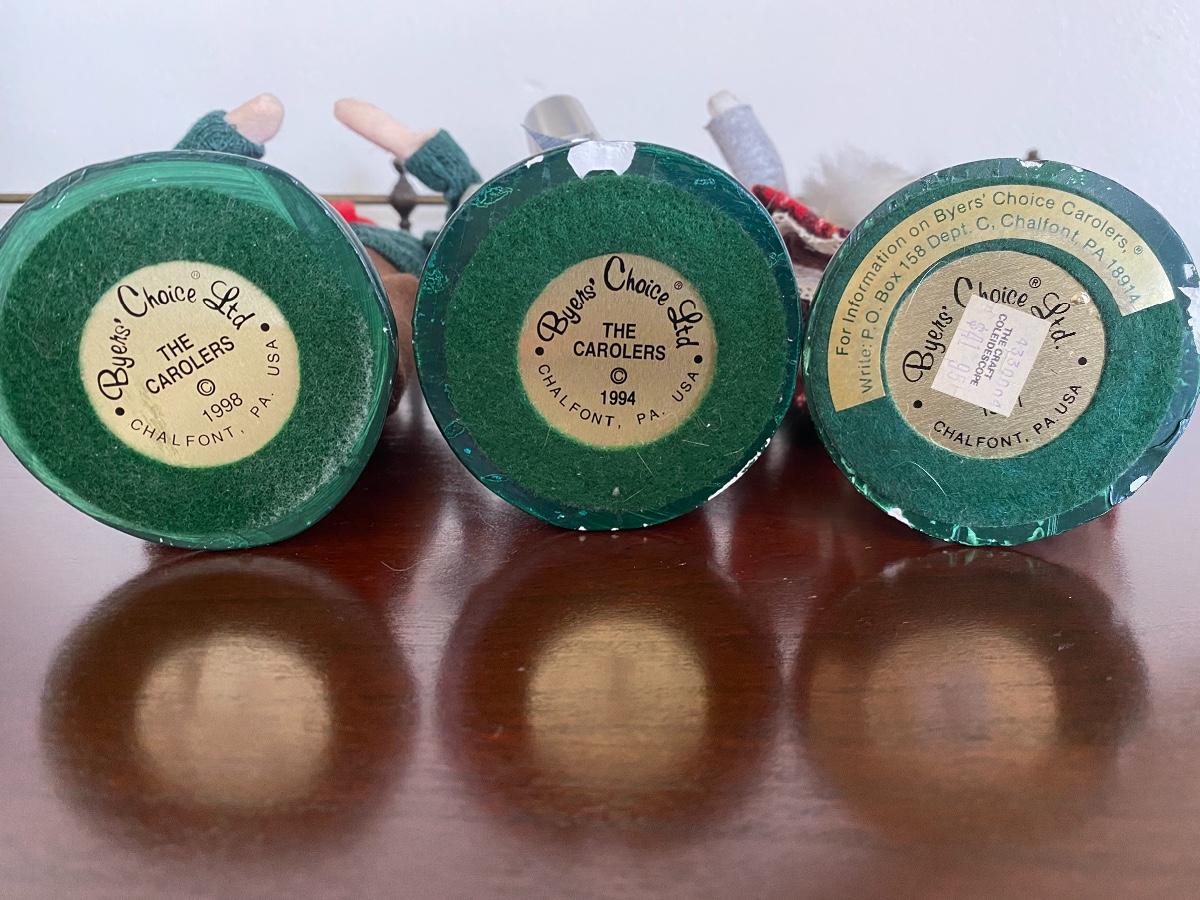 Byers' Choice Ltd ®
THE
CAROLERS
©
1998
• CHALFONT, PA. USA •
Byers' Choice ® Ltd
THE
CAROLERS
©
1994
• CHALFONT, PA. USA •
For Information on Byers' Choice Carolers, ®
Write: P.O. Box 158 Dept. C, Chalfont, PA 18914
Byers' Choice ® Ltd
THE CRAFT
COLEIDESCOPE
• CHALFONT, PA USA •